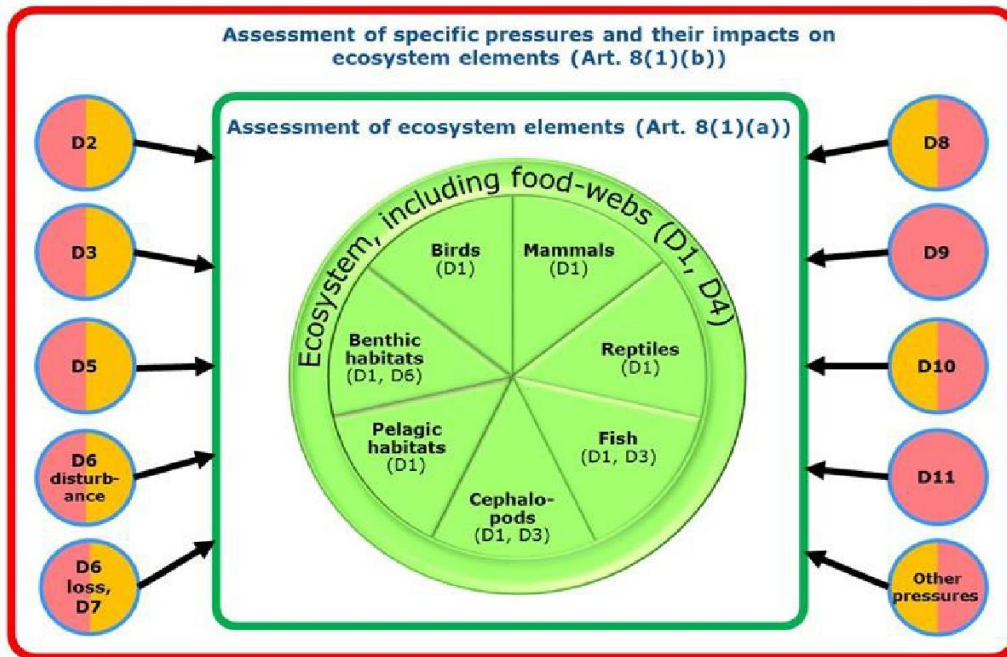 Assessment of specific pressures and their impacts on
ecosystem elements (Art. 8(1)(b))
Assessment of ecosystem elements (Art. 8(1)(a))
Ecosystem, including food-webs (D1, D4)
Birds
(D1)
Mammals
(D1)
Reptiles
(D1)
Fish
(D1, D3)
Cephalo-
pods
(D1, D3)
Pelagic
habitats
(D1)
Benthic
habitats
(D1, D6)
D2
D3
D5
D6
disturb-
ance
D6
loss,
D7
D8
D9
D10
D11
Other
pressures